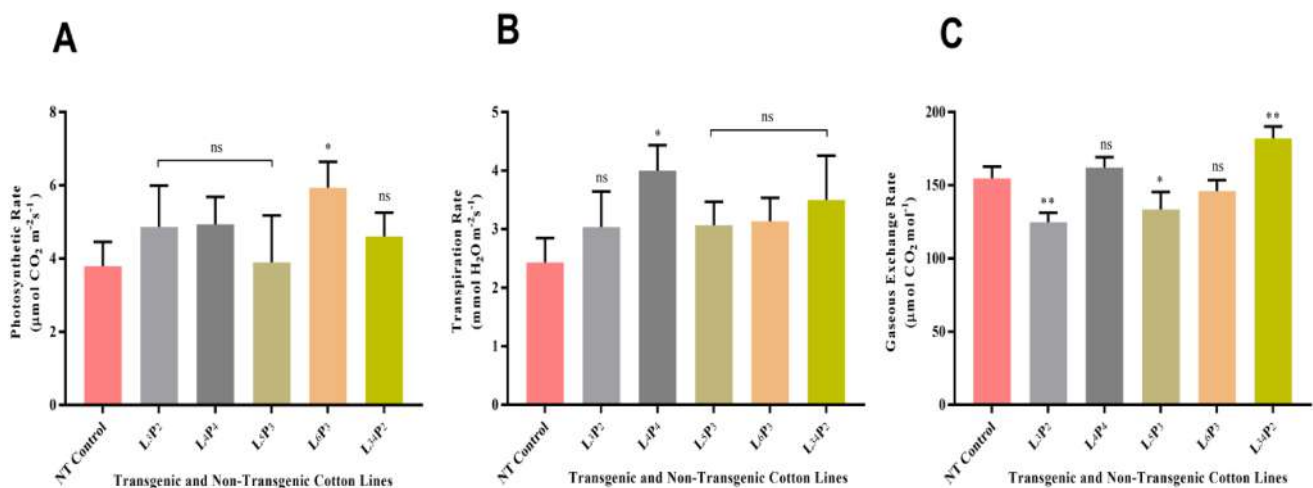 A
Photosynthetic Rate
(µmol CO₂ m⁻²s⁻¹)
8
6
4
2
0
ns
*
ns
NT Control
L3P2
L4P4
L5P3
L6P3
L34P2
Transgenic and Non-Transgenic Cotton Lines
B
Transpiration Rate
(mmol H₂O m⁻²s⁻¹)
5
4
3
2
1
0
ns
*
ns
NT Control
L3P2
L4P4
L5P3
L6P3
L34P2
Transgenic and Non-Transgenic Cotton Lines
C
Gaseous Exchange Rate
(µmol CO₂ mol⁻¹)
200
150
100
50
0
**
ns
*
ns
**
NT Control
L3P2
L4P4
L5P3
L6P3
L34P2
Transgenic and Non-Transgenic Cotton Lines